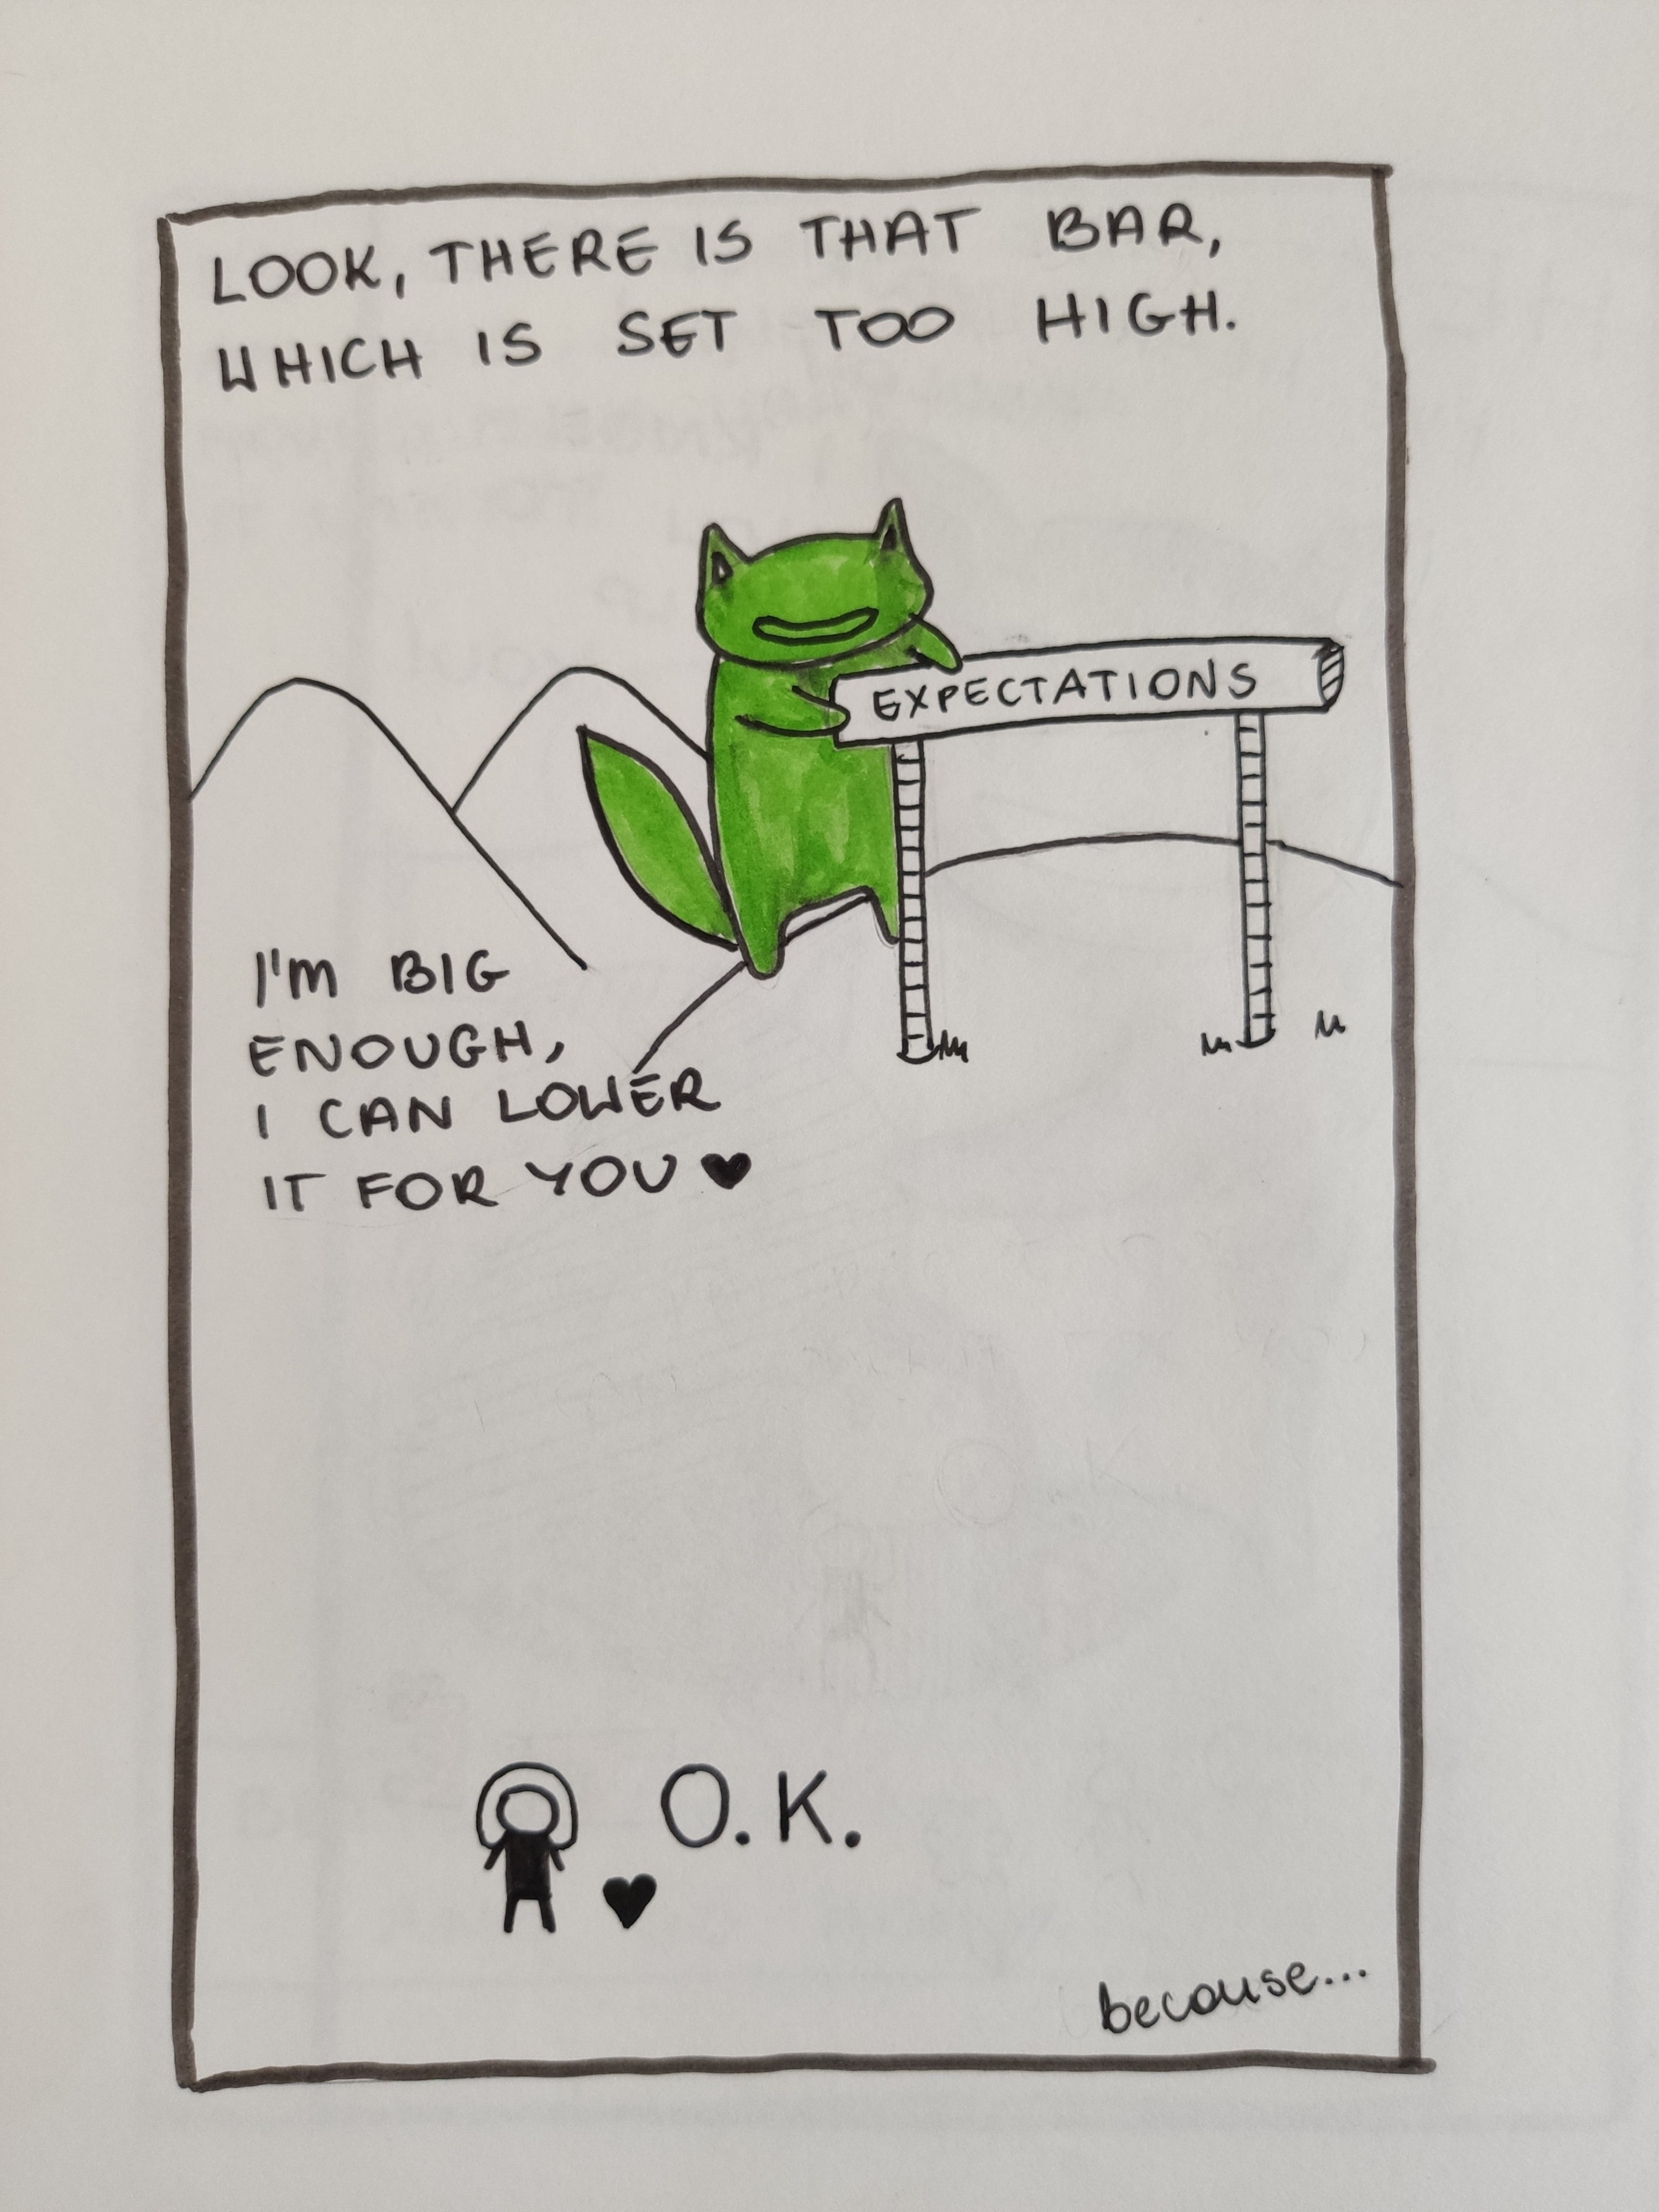 LOOK, THERE IS THAT BAR,
WHICH IS SET TOO HIGH.
EXPECTATIONS
I'M BIG
ENOUGH,
I CAN LOWER
IT FOR YOU ♥
O.K.
♥
becouse...